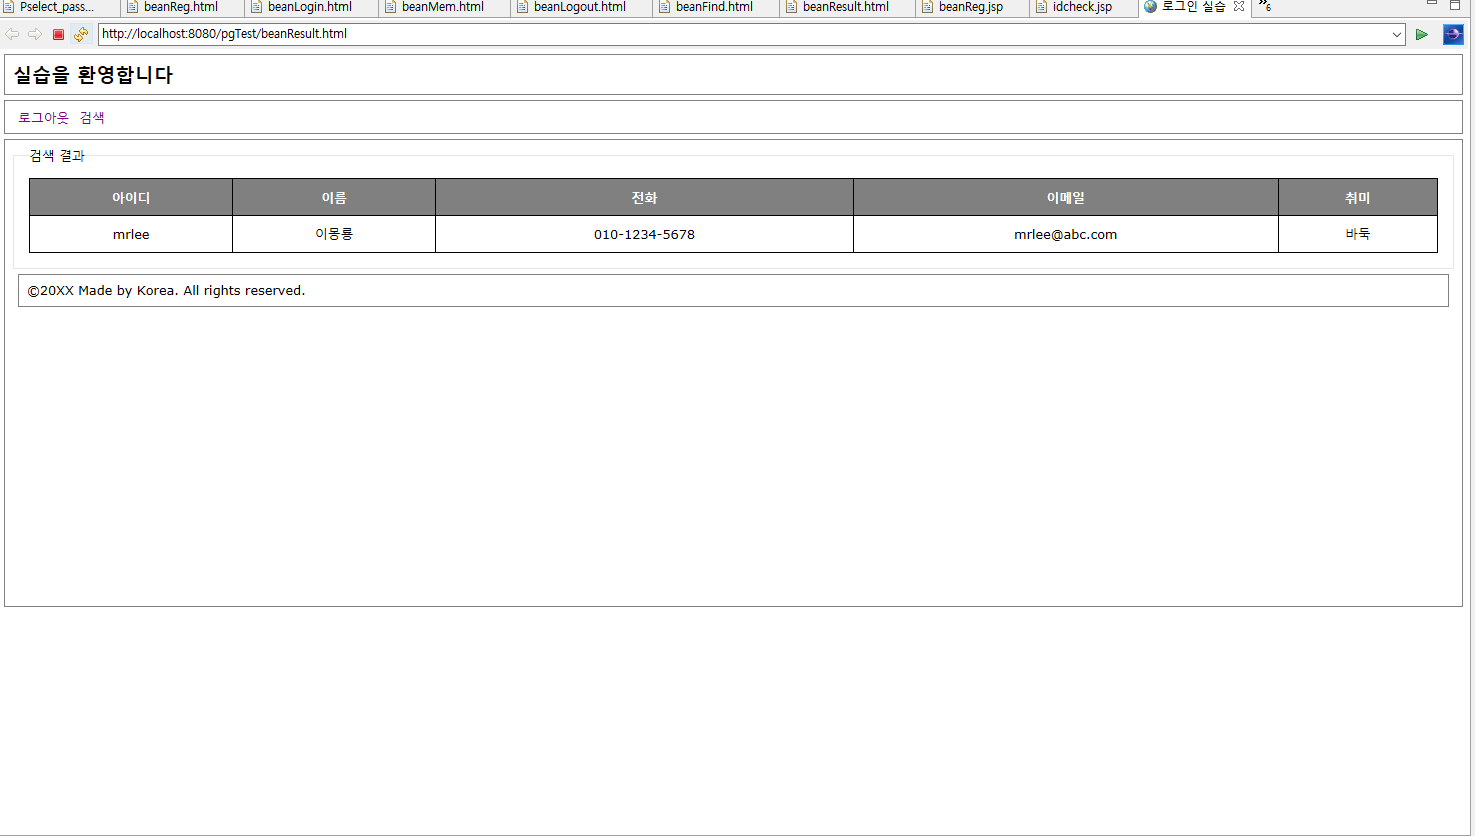 Pselect_pass... beanReg.html beanLogin.html beanMem.html beanLogout.html beanFind.html beanResult.html beanReg.jsp idcheck.jsp 로그인 실습 »6
http://localhost:8080/pgTest/beanResult.html
실습을 환영합니다
로그아웃 검색
검색 결과
아이디 이름 전화 이메일 취미
mrlee 이몽룡 010-1234-5678 mrlee@abc.com 바둑
©20XX Made by Korea. All rights reserved.